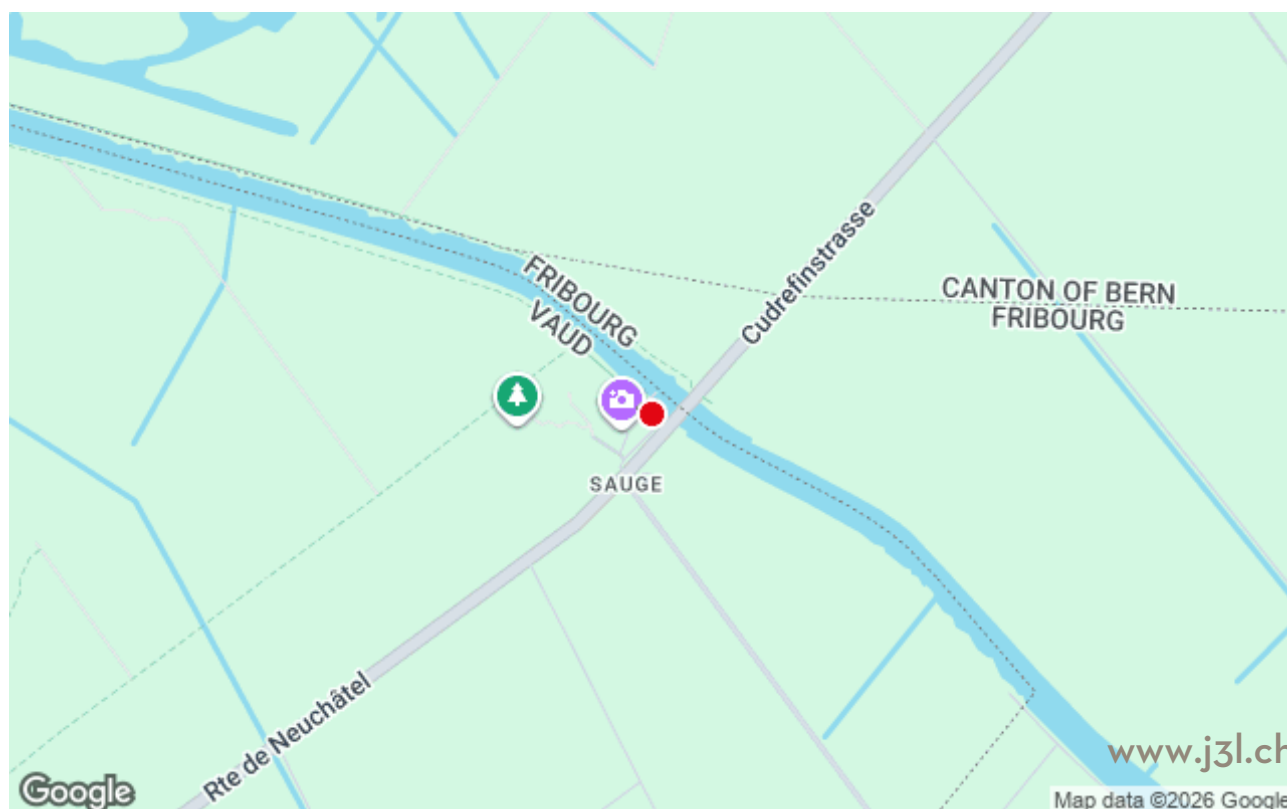 Cudrefinstrasse
FRIBOURG
VAUD
CANTON OF BERN
FRIBOURG
SAUGE
Rte de Neuchâtel
www.j3l.ch
Google
Map data ©2026 Google